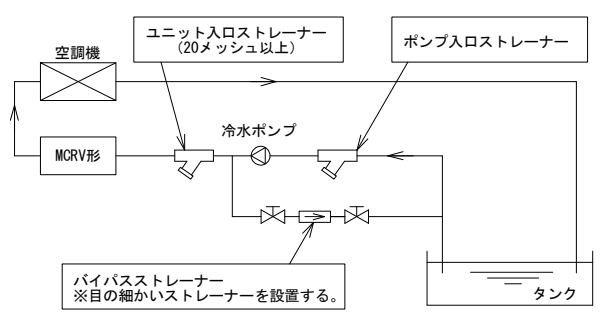 ユニット入口ストレーナー
（20メッシュ以上）
ポンプ入口ストレーナー
空調機
冷水ポンプ
MCRV形
バイパスストレーナー
※目の細かいストレーナーを設置する。
タンク